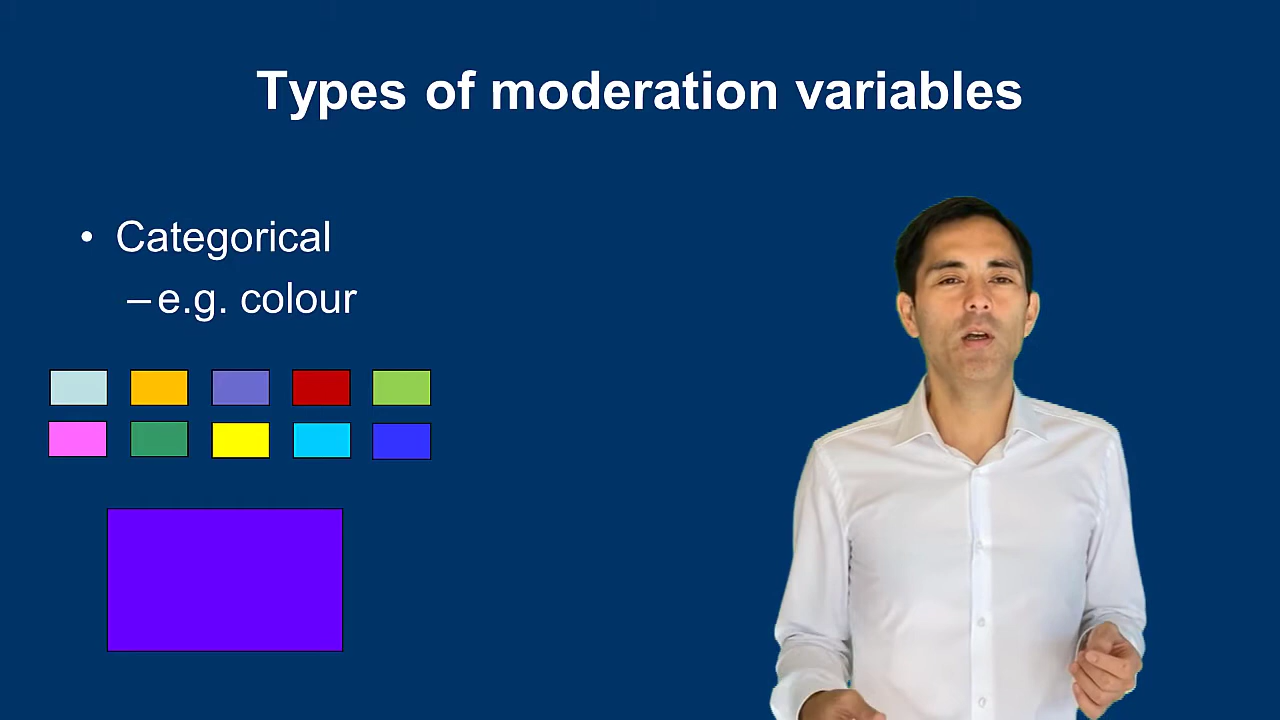 Types of moderation variables
• Categorical
– e.g. colour